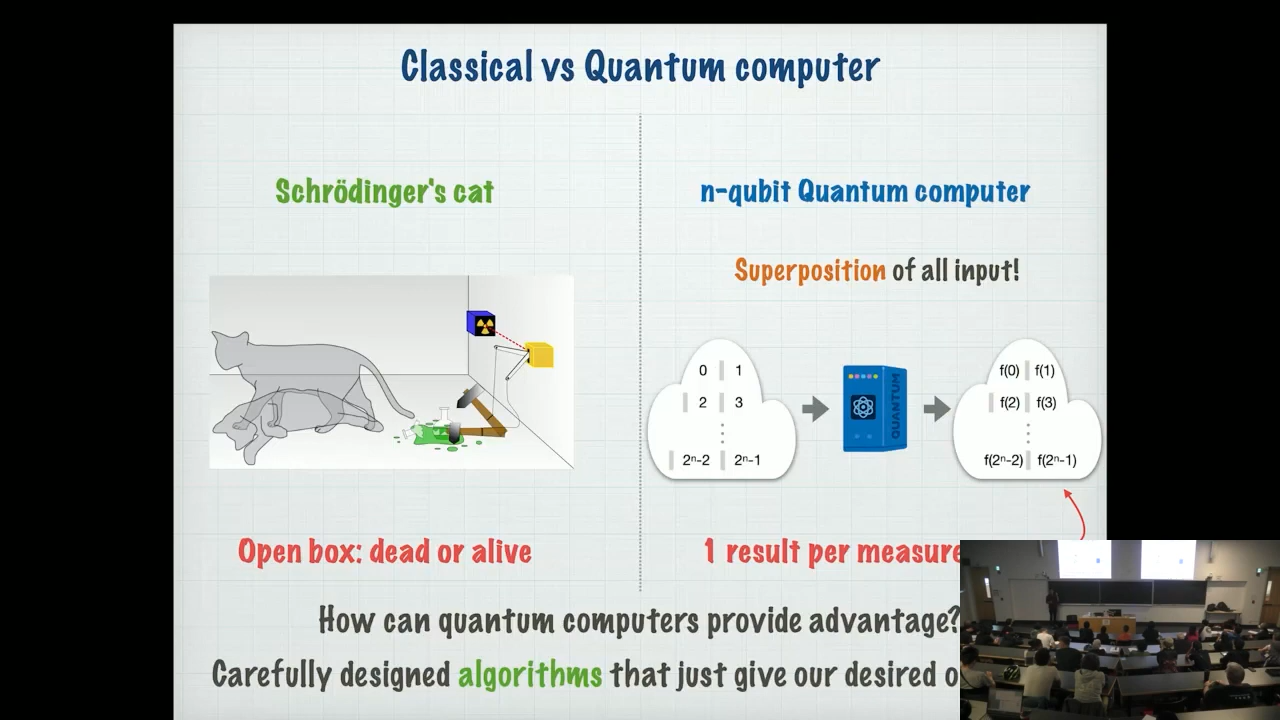 Classical vs Quantum computer
Schrödinger's cat
Open box: dead or alive
n-qubit Quantum computer
Superposition of all input!
0 | 1
| 2 | 3
2ⁿ-2 | 2ⁿ-1
QUANTUM
f(0) | f(1)
| f(2) | f(3)
f(2ⁿ-2) | f(2ⁿ-1)
1 result per
How can quantum computers provide advantage?
Carefully designed algorithms that just give our desired